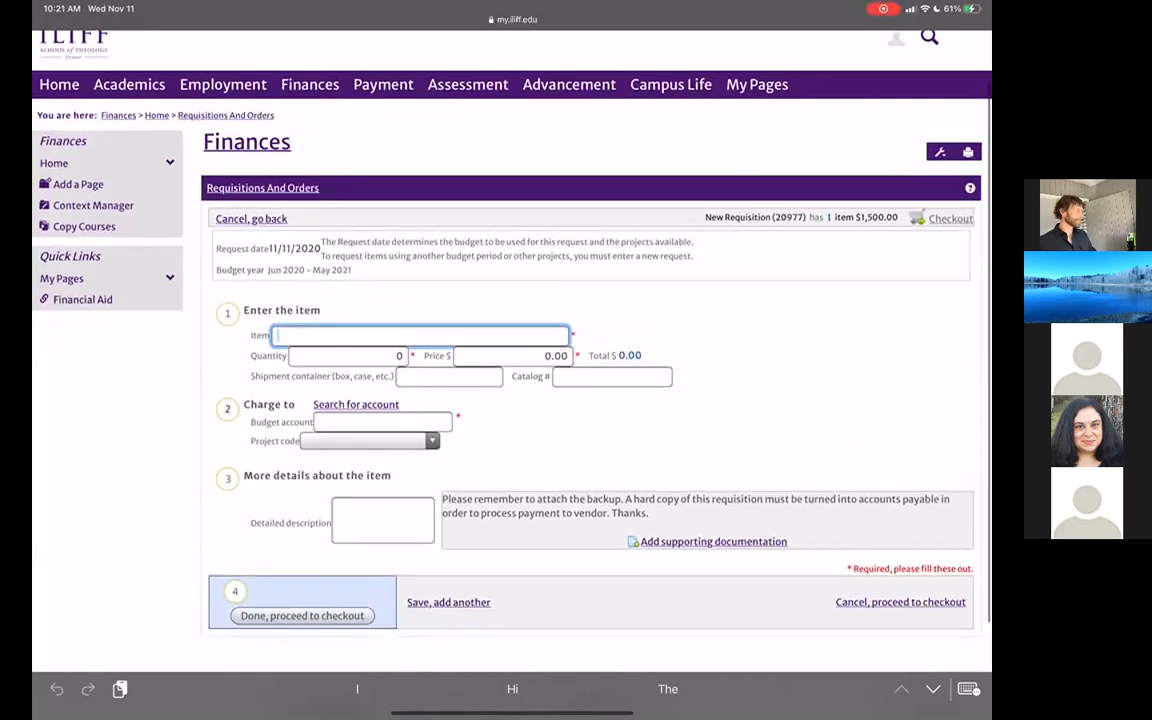 10:21 AM Wed Nov 11
61%
my.iliff.edu
ILIFF
SCHOOL of THEOLOGY
Denver
Home Academics Employment Finances Payment Assessment Advancement Campus Life My Pages
You are here: Finances > Home > Requisitions And Orders
Finances
Home
Add a Page
Context Manager
Copy Courses
Quick Links
My Pages
Financial Aid
Finances
Requisitions And Orders
Cancel, go back
New Requisition (20977) has 1 item $1,500.00 Checkout
Request date 11/11/2020 The Request date determines the budget to be used for this request and the projects available.
To request items using another budget period or other projects, you must enter a new request.
Budget year Jun 2020 - May 2021
1 Enter the item
Item *
Quantity 0 * Price $ 0.00 * Total $ 0.00
Shipment container (box, case, etc.) Catalog #
2 Charge to Search for account
Budget account *
Project code
3 More details about the item
Please remember to attach the backup. A hard copy of this requisition must be turned into accounts payable in
order to process payment to vendor. Thanks.
Detailed description
Add supporting documentation
* Required, please fill these out.
4
Done, proceed to checkout
Save, add another
Cancel, proceed to checkout
I Hi The